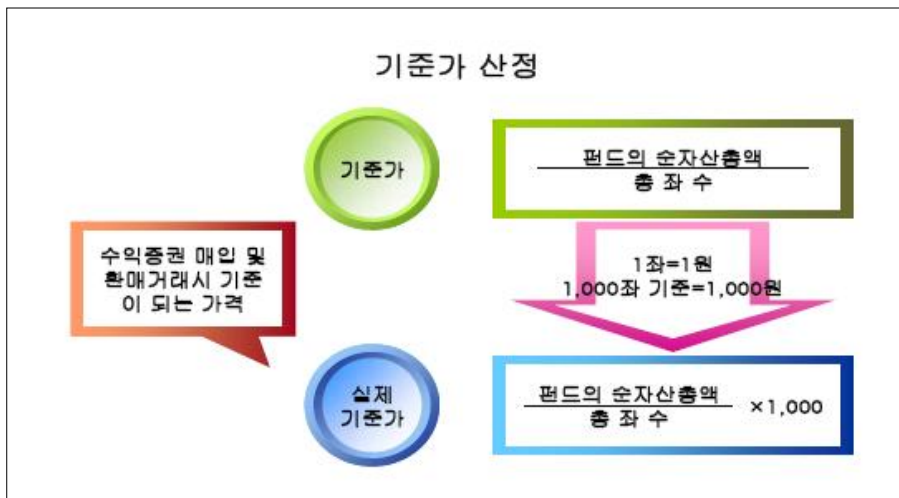 기준가 산정
기준가
펀드의 순자산총액
총 좌 수
수익증권 매입 및
환매거래시 기준
이 되는 가격
1좌=1원
1,000좌 기준=1,000원
실제
기준가
펀드의 순자산총액
총 좌 수
×1,000